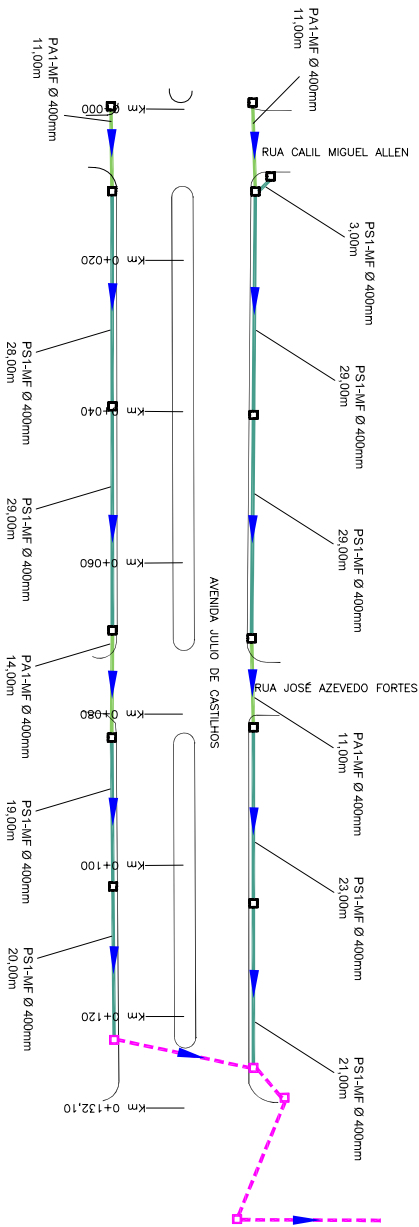 PA1-MF Ø 400mm
11,00m
PA1-MF Ø 400mm
11,00m
Km 0+000
RUA CALIL MIGUEL ALLEN
PS1-MF Ø 400mm
3,00m
Km 0+020
PS1-MF Ø 400mm
28,00m
PS1-MF Ø 400mm
29,00m
Km 0+040
PS1-MF Ø 400mm
29,00m
PS1-MF Ø 400mm
29,00m
Km 0+060
AVENIDA JULIO DE CASTILHOS
RUA JOSÉ AZEVEDO FORTES
PA1-MF Ø 400mm
14,00m
PA1-MF Ø 400mm
11,00m
Km 0+080
PS1-MF Ø 400mm
19,00m
PS1-MF Ø 400mm
23,00m
Km 0+100
PS1-MF Ø 400mm
20,00m
PS1-MF Ø 400mm
21,00m
Km 0+120
Km 0+132,10